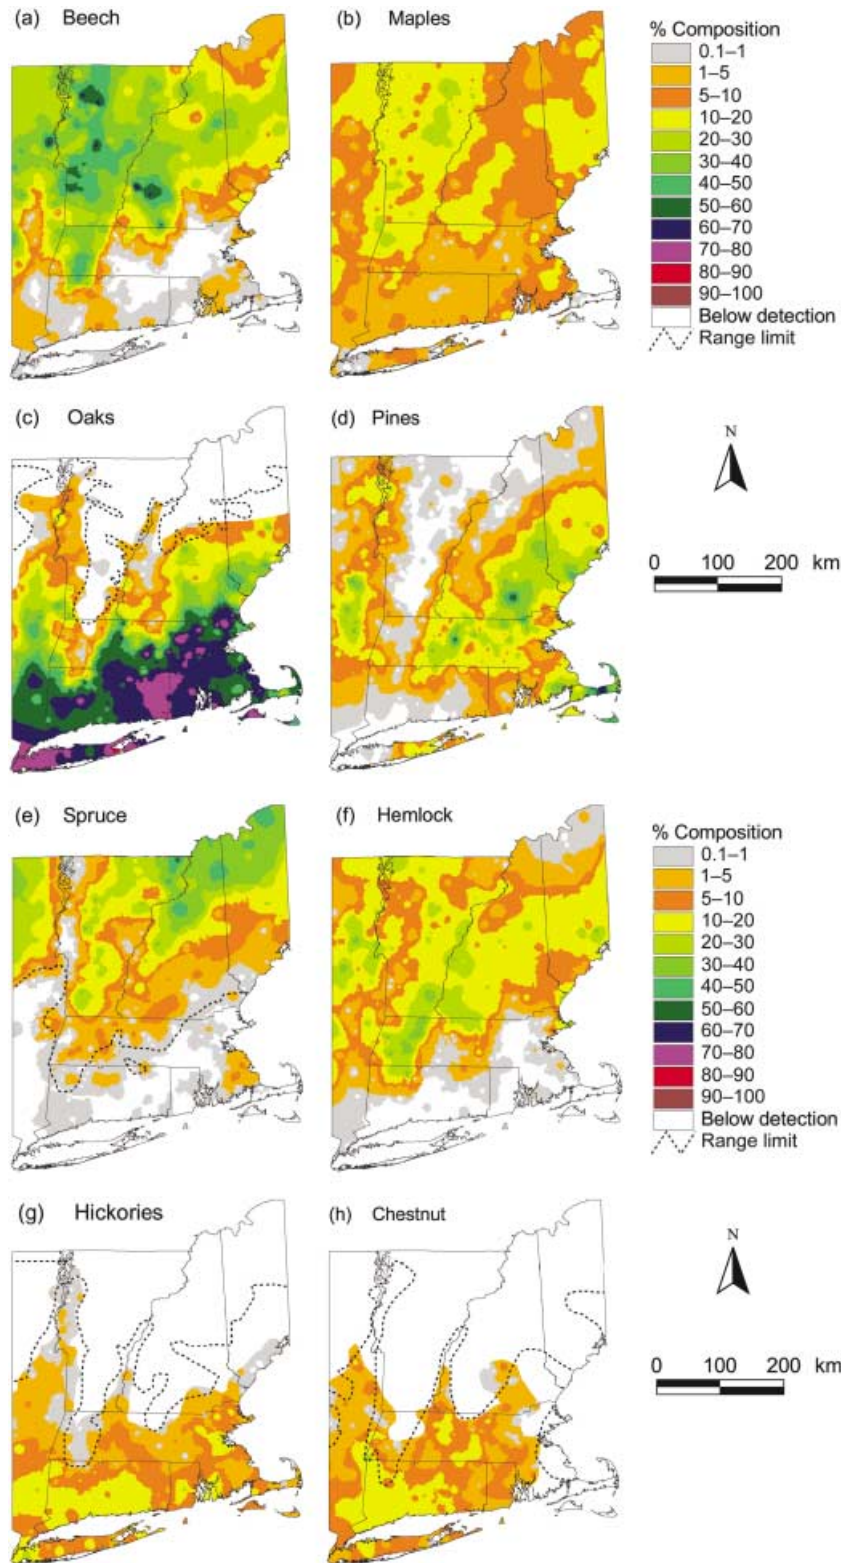 (a) Beech
(b) Maples
% Composition
0.1–1
1–5
5–10
10–20
20–30
30–40
40–50
50–60
60–70
70–80
80–90
90–100
Below detection
Range limit
(c) Oaks
(d) Pines
N
0 100 200 km
(e) Spruce
(f) Hemlock
% Composition
0.1–1
1–5
5–10
10–20
20–30
30–40
40–50
50–60
60–70
70–80
80–90
90–100
Below detection
Range limit
(g) Hickories
(h) Chestnut
N
0 100 200 km